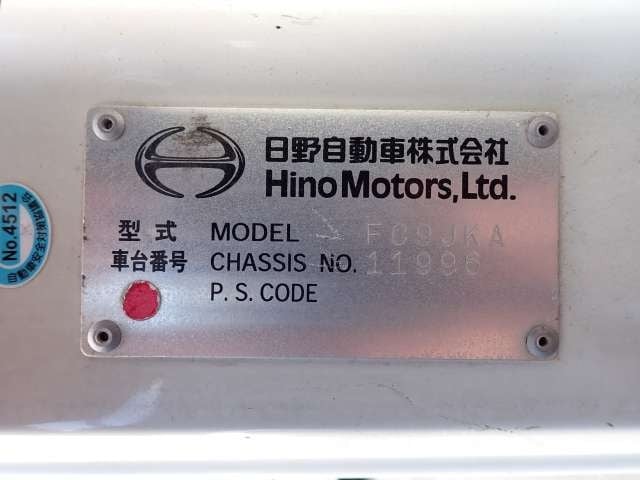 日野自動車株式会社
Hino Motors, Ltd.
型式 MODEL FC9JKA
車台番号 CHASSIS NO. 11996
P. S. CODE
No.4512